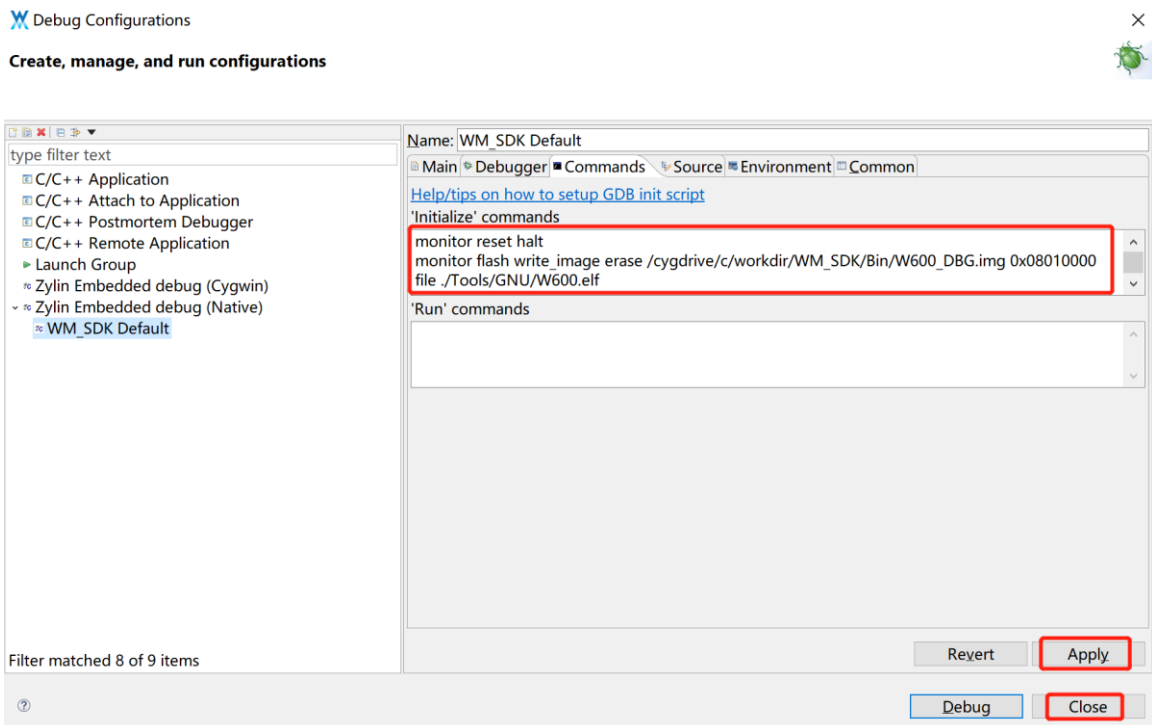 Debug Configurations
Create, manage, and run configurations
type filter text
C/C++ Application
C/C++ Attach to Application
C/C++ Postmortem Debugger
C/C++ Remote Application
Launch Group
Zylin Embedded debug (Cygwin)
Zylin Embedded debug (Native)
WM_SDK Default
Filter matched 8 of 9 items
Name: WM_SDK Default
Main Debugger Commands Source Environment Common
Help/tips on how to setup GDB init script
'Initialize' commands
monitor reset halt
monitor flash write_image erase /cygdrive/c/workdir/WM_SDK/Bin/W600_DBG.img 0x08010000
file ./Tools/GNU/W600.elf
'Run' commands
Revert Apply
Debug Close